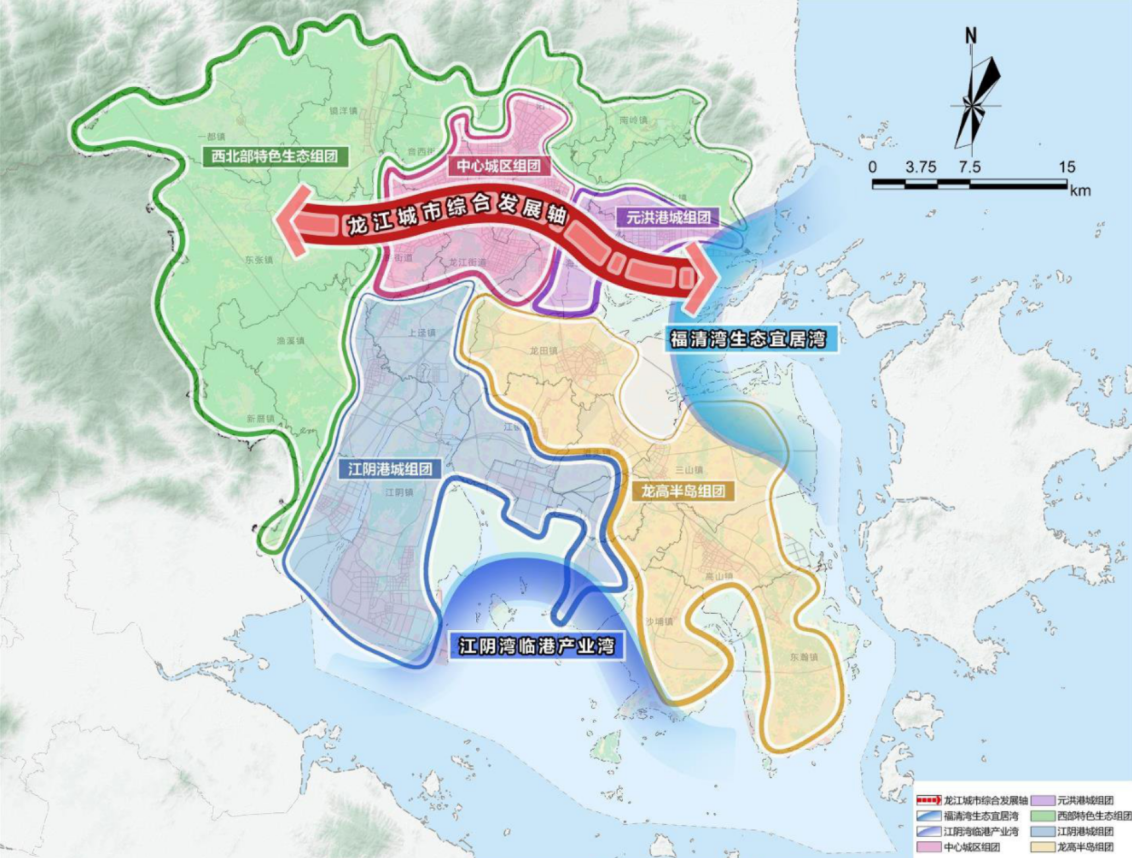 N
0 3.75 7.5 15
km
镜洋镇
一都镇
南岭镇
西北部特色生态组团
中心城区组团
龙江城市综合发展轴
元洪港城组团
镇
东张镇
街道
龙江街道
福清湾生态宜居湾
渔溪镇
上迳镇
龙田镇
新厝镇
江阴港城组团
江阴镇
三山镇
龙高半岛组团
高山镇
沙埔镇
江阴湾临港产业湾
东瀚镇
龙江城市综合发展轴 元洪港城组团
福清湾生态宜居湾 西部特色生态组团
江阴湾临港产业湾 江阴港城组团
中心城区组团 龙高半岛组团